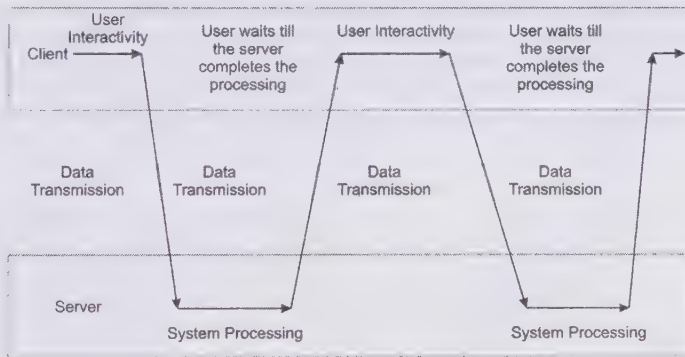 User
Interactivity
User waits till
the server
completes the
processing
User Interactivity
User waits till
the server
completes the
processing
Client
Data
Transmission
Data
Transmission
Data
Transmission
Data
Transmission
Server
System Processing
System Processing